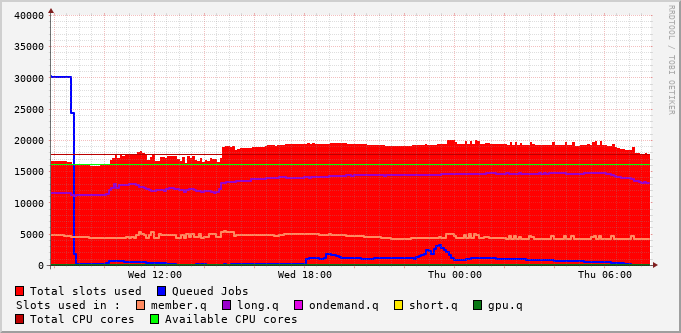 RRDTOOL / TOBI OETIKER
40000
35000
30000
25000
20000
15000
10000
5000
0
Wed 12:00 Wed 18:00 Thu 00:00 Thu 06:00
Total slots used Queued Jobs
Slots used in : member.q long.q ondemand.q short.q gpu.q
Total CPU cores Available CPU cores